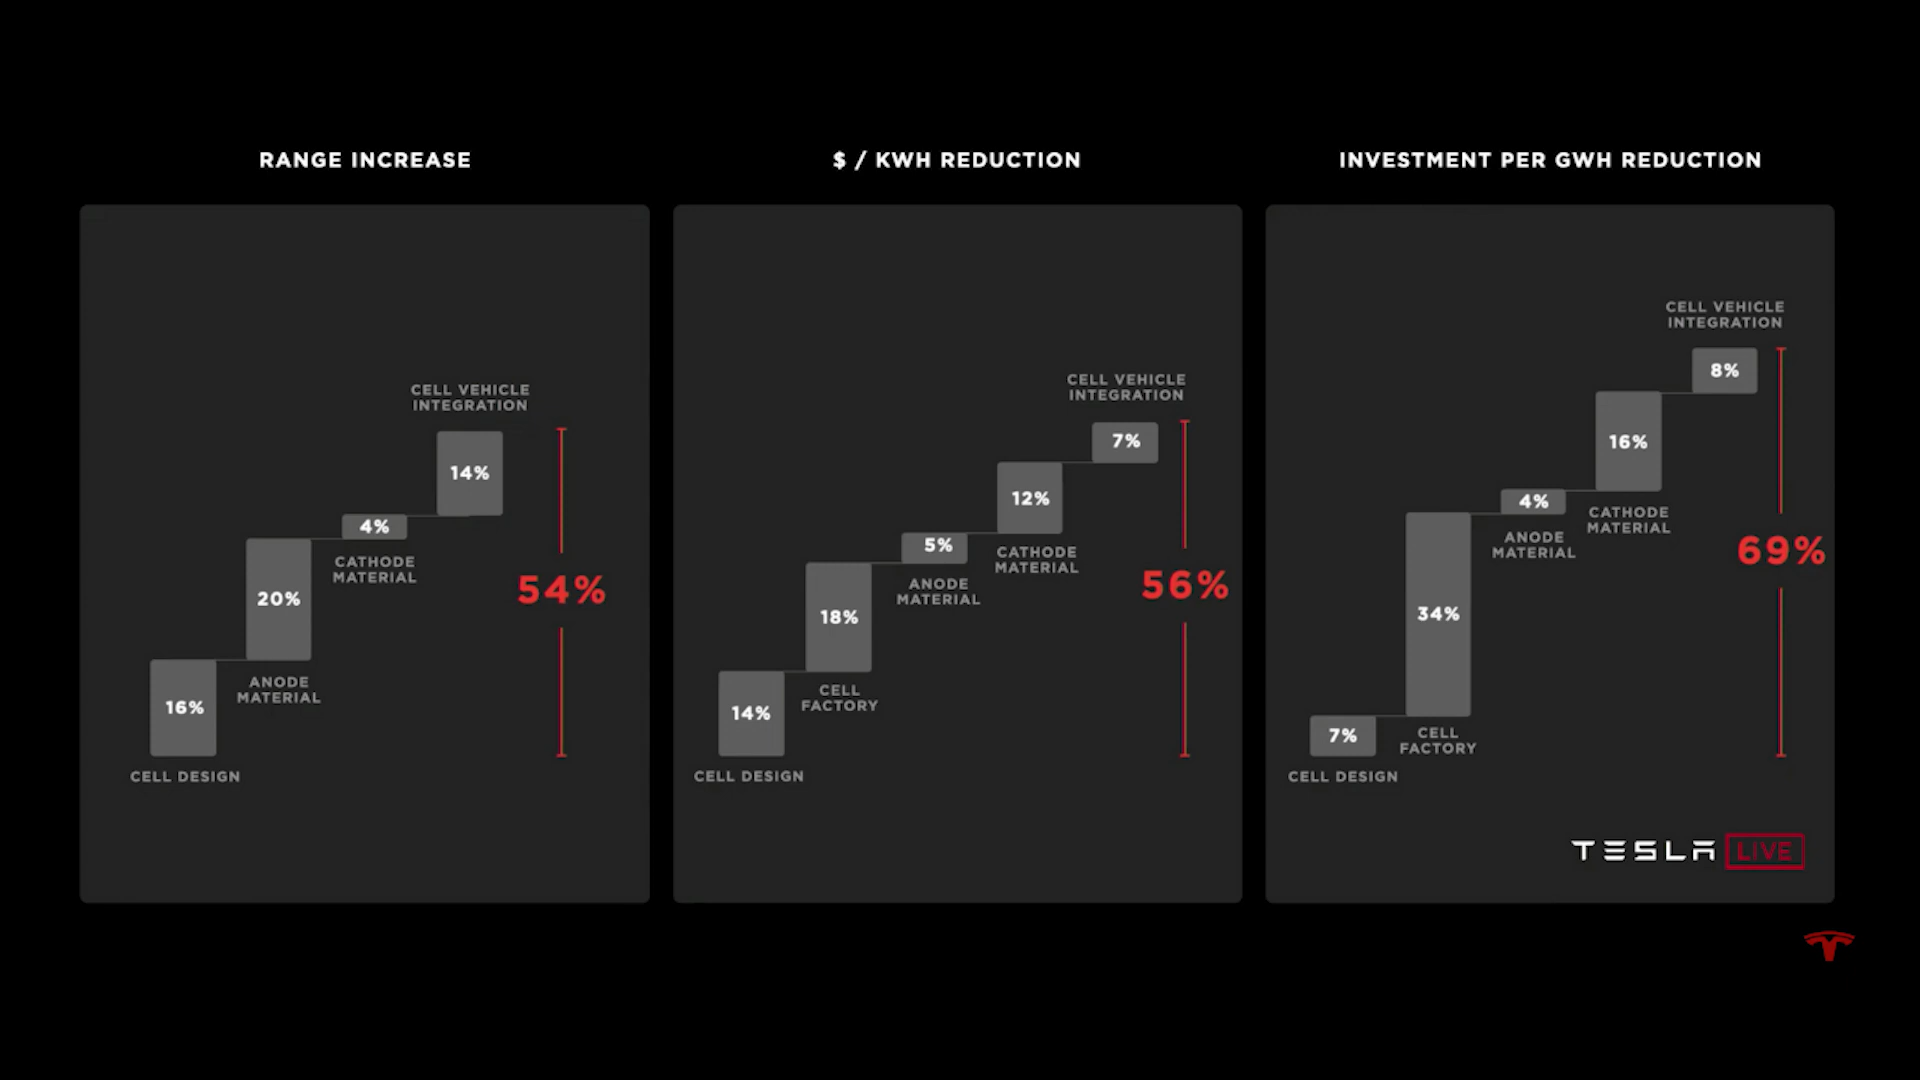 RANGE INCREASE
CELL VEHICLE
INTEGRATION
14%
4%
CATHODE
MATERIAL
20%
ANODE
MATERIAL
16%
CELL DESIGN
54%
$ / KWH REDUCTION
CELL VEHICLE
INTEGRATION
7%
12%
CATHODE
MATERIAL
5%
ANODE
MATERIAL
18%
CELL
FACTORY
14%
CELL DESIGN
56%
INVESTMENT PER GWH REDUCTION
CELL VEHICLE
INTEGRATION
8%
16%
CATHODE
MATERIAL
4%
ANODE
MATERIAL
34%
CELL
FACTORY
7%
CELL DESIGN
69%
TESLA LIVE